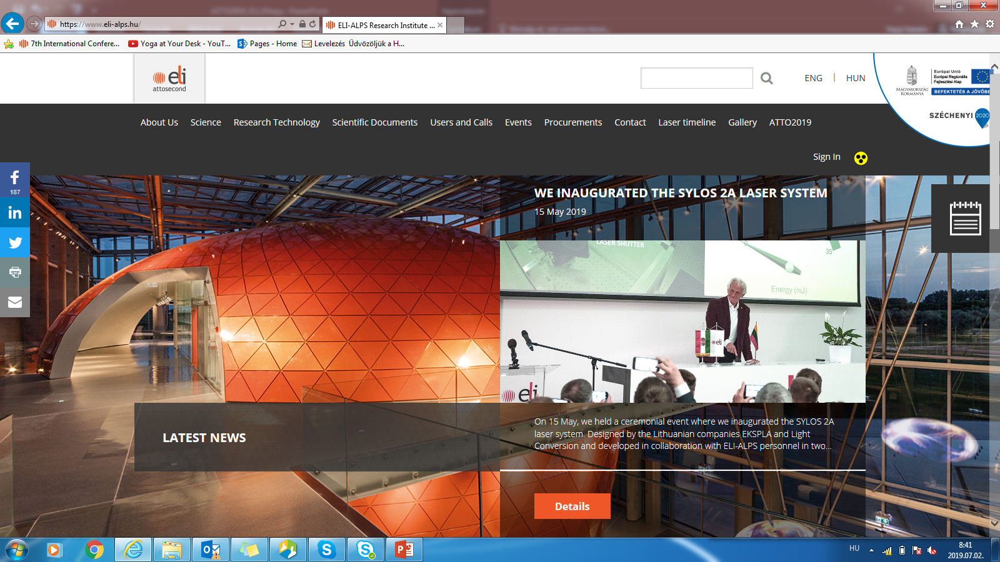 https://www.eli-alps.hu/
ELI-ALPS Research Institute ...
7th International Confere...
Yoga at Your Desk - YouT...
Pages - Home
Levelezés
Üdvözöljük a H...
eli
attosecond
ENG | HUN
Magyarország
Kormánya
Európai Unió
Európai Regionális
Fejlesztési Alap
BEFEKTETÉS A JÖVŐBE
SZÉCHENYI 2020
About Us
Science
Research Technology
Scientific Documents
Users and Calls
Events
Procurements
Contact
Laser timeline
Gallery
ATTO2019
Sign In
187
WE INAUGURATED THE SYLOS 2A LASER SYSTEM
15 May 2019
LASER SHUTTER
0
35
Energy (mJ)
eli
eli
On 15 May, we held a ceremonial event where we inaugurated the SYLOS 2A
laser system. Designed by the Lithuanian companies EKSPLA and Light
Conversion and developed in collaboration with ELI-ALPS personnel in two...
LATEST NEWS
Details
HU
8:41
2019.07.02.